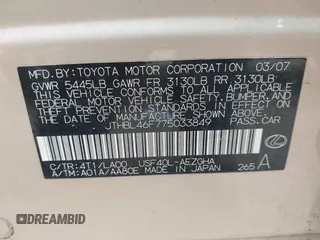 MFD.BY:TOYOTA MOTOR CORPORATION 03/07
GVWR 5445LB GAWR FR 3130LB RR 3130LB
THIS VEHICLE CONFORMS TO ALL APPLICABLE
FEDERAL MOTOR VEHICLE SAFETY, BUMPER,
AND THEFT PREVENTION STANDARDS IN EFFECT ON
THE DATE OF MANUFACTURE SHOWN ABOVE.
JTHBL46F775033849 PASS. CAR
C/TR:4T1/LA00 USF40L-AEZGHA
A/TM:A01A/AA80E MADE IN JAPAN 265 A
COPART